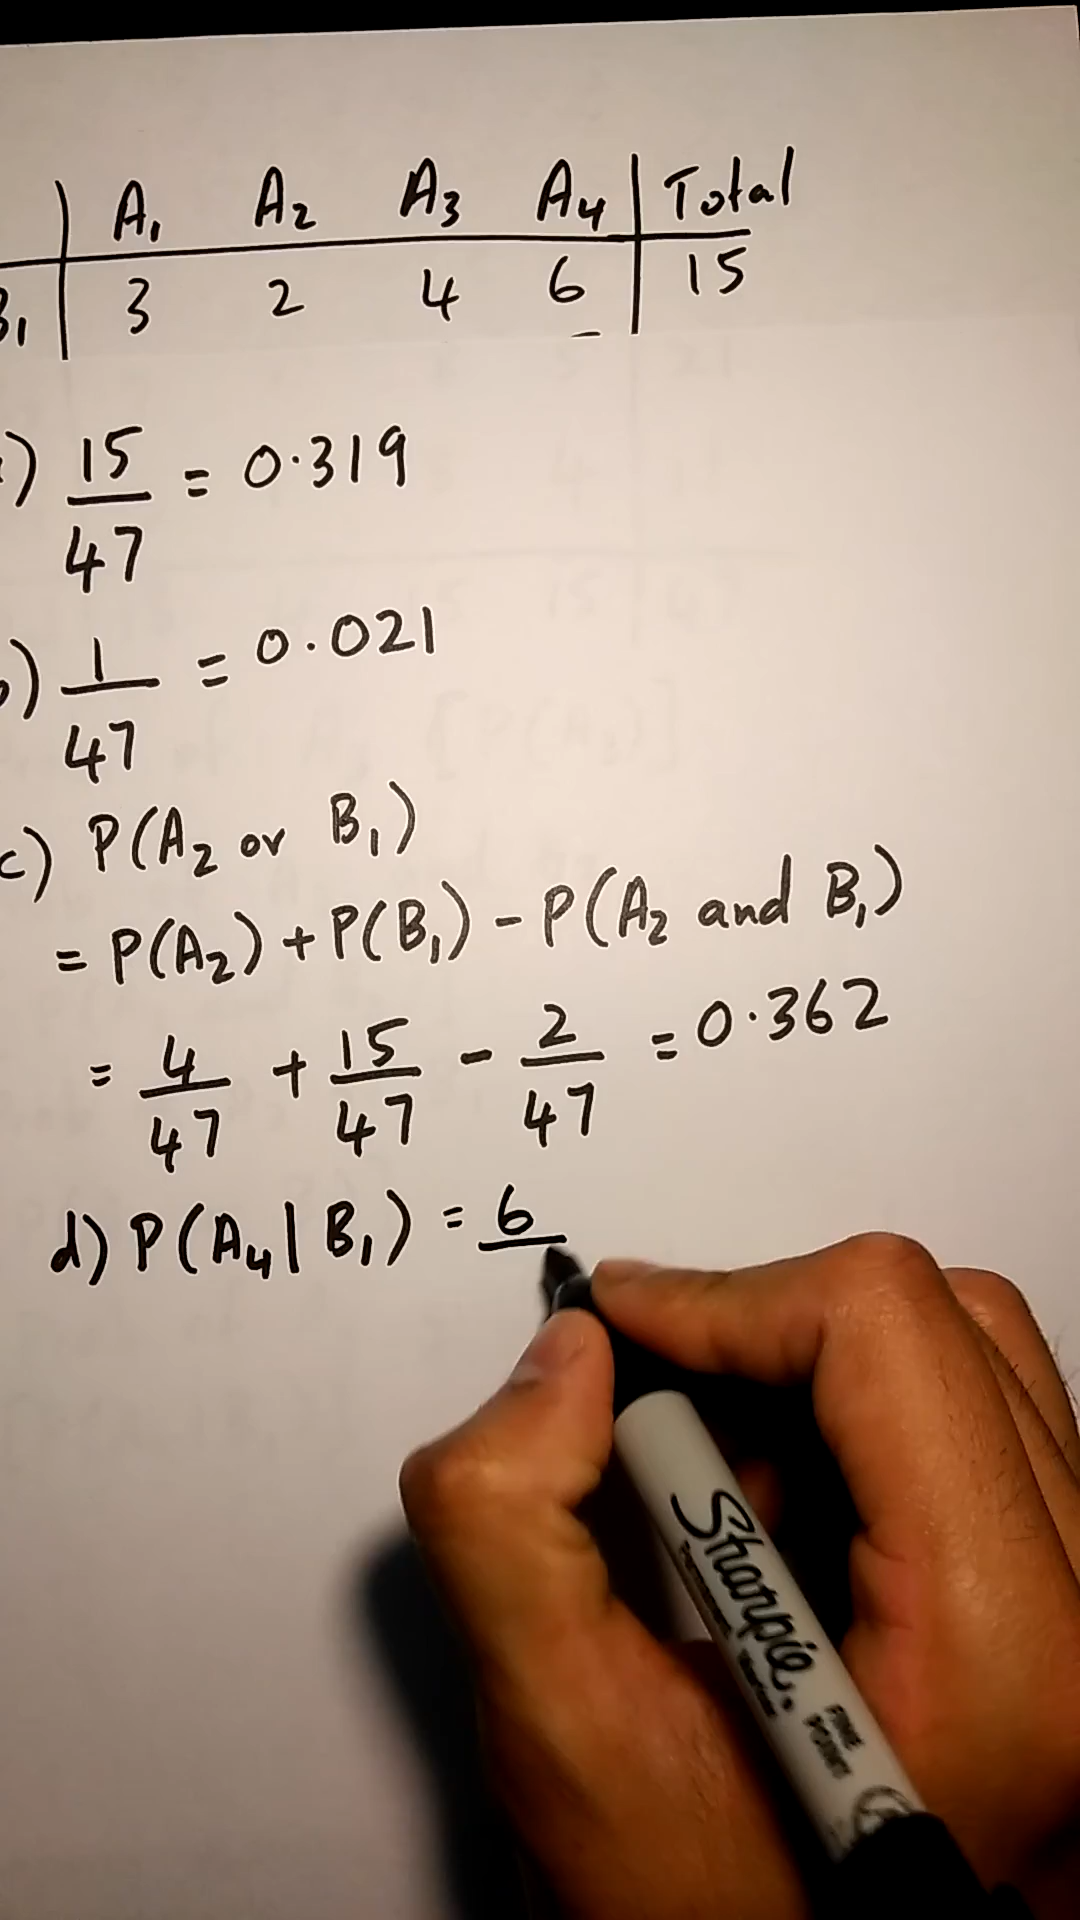 A₁ A₂ A₃ A₄ Total
B₁ 3 2 4 6 15
) 15/47 = 0.319
b) 1/47 = 0.021
c) P(A₂ or B₁)
= P(A₂) + P(B₁) - P(A₂ and B₁)
= 4/47 + 15/47 - 2/47 = 0.362
d) P(A₄ | B₁) = 6
Sharpie.
FINE
POINT